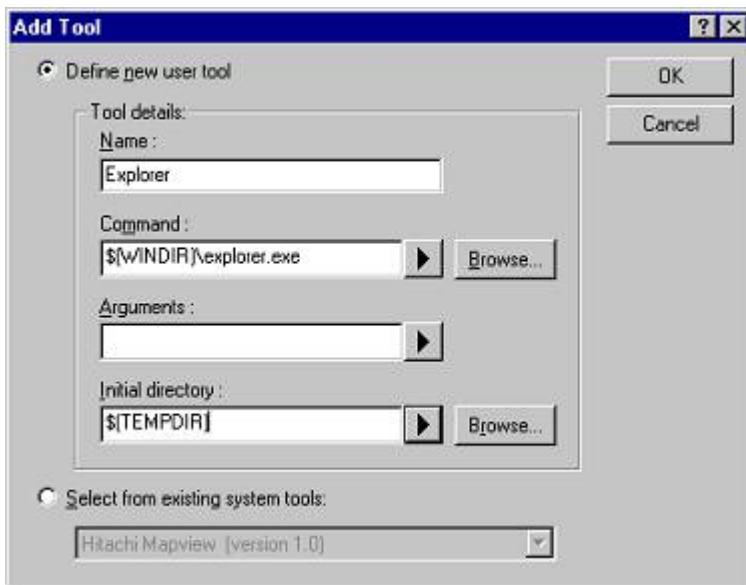 Add Tool
Define new user tool
OK
Cancel
Tool details:
Name :
Explorer
Command :
$(WINDIR)\explorer.exe
Browse...
Arguments :
Initial directory :
$(TEMPDIR)
Browse...
Select from existing system tools:
Hitachi Mapview (version 1.0)